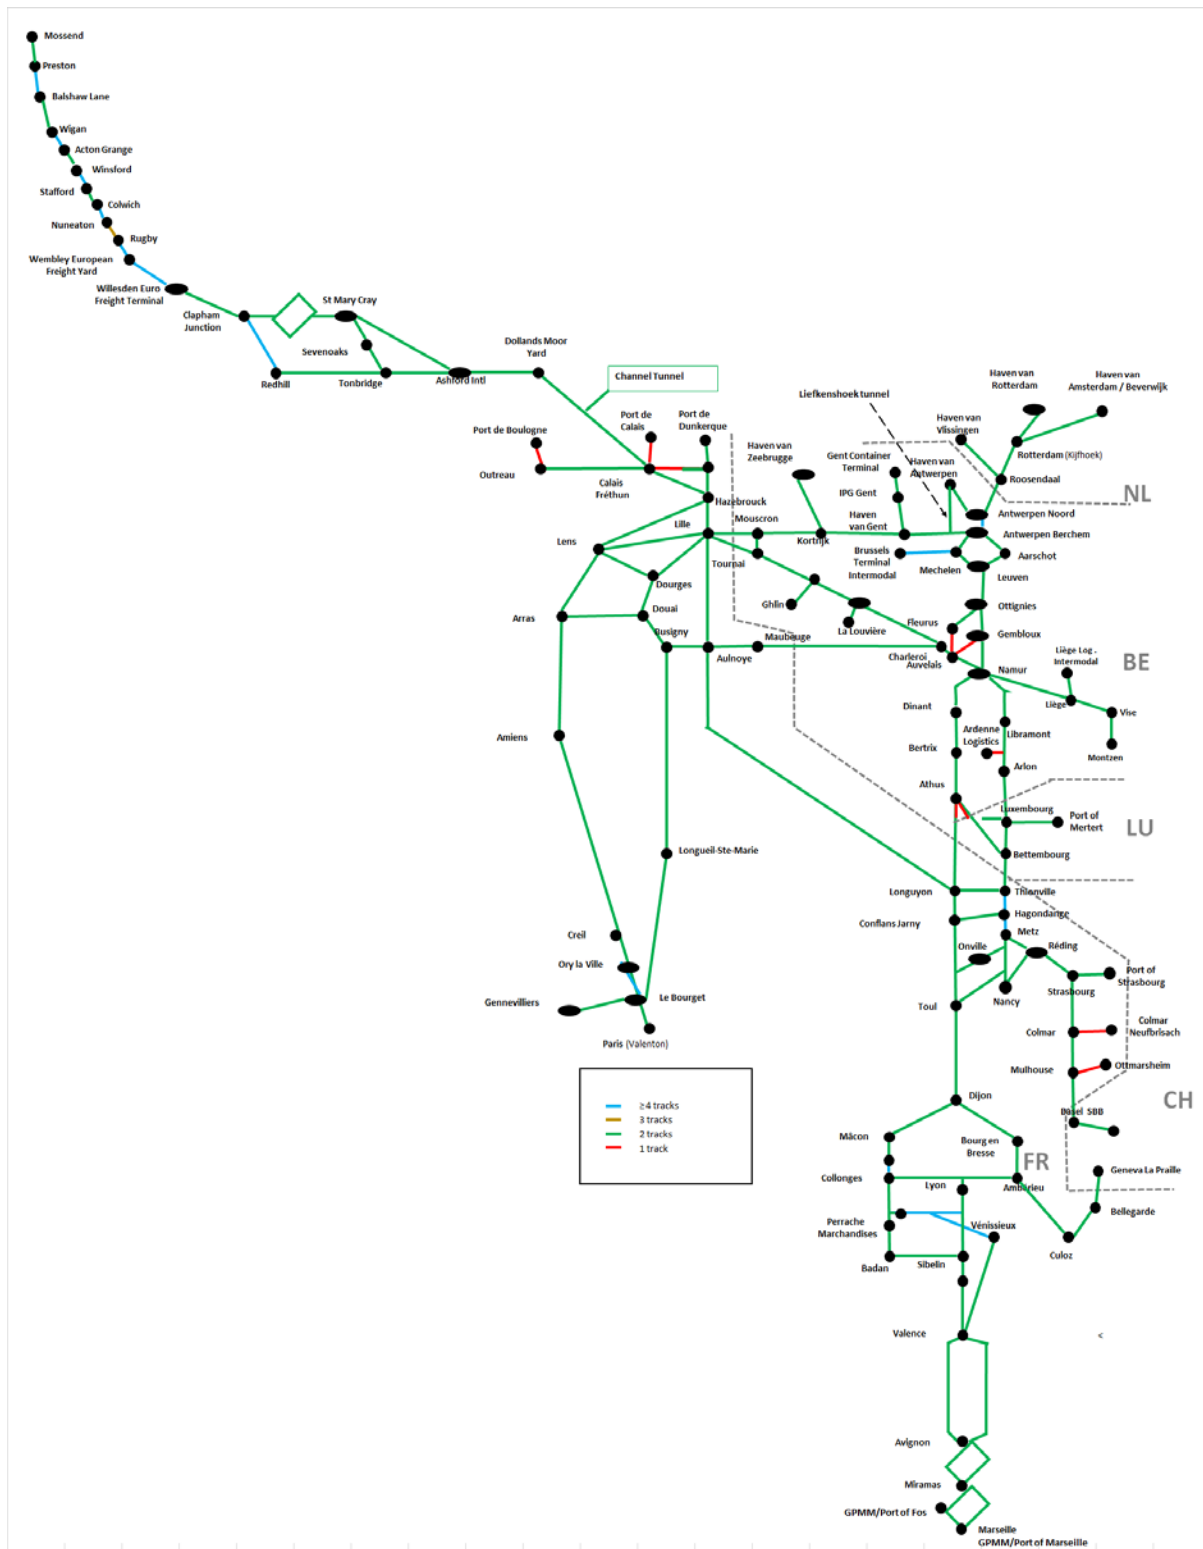 Mossend
Preston
Balshaw Lane
Wigan
Acton Grange
Winsford
Stafford
Colwich
Nuneaton
Rugby
Wembley European
Freight Yard
Willesden Euro
Freight Terminal
St Mary Cray
Clapham
Junction
Sevenoaks
Redhill
Tonbridge
Ashford Intl
Dollands Moor
Yard
Channel Tunnel
Port de Boulogne
Outreau
Port de
Calais
Calais
Fréthun
Port de
Dunkerque
Hazebrouck
Haven van
Zeebrugge
Liefkenshoek tunnel
Gent Container
Terminal
IPG Gent
Haven
van Gent
Haven van
Antwerpen
Haven van
Vlissingen
Haven van
Rotterdam
Haven van
Amsterdam / Beverwijk
Rotterdam (Kijfhoek)
Roosendaal
NL
Antwerpen Noord
Antwerpen Berchem
Mouscron
Lille
Kortrijk
Lens
Tournai
Brussels
Terminal
Intermodal
Mechelen
Aarschot
Leuven
Dourges
Douai
Ghlin
La Louvière
Ottignies
Fleurus
Gembloux
Arras
Busigny
Aulnoye
Maubeuge
Charleroi
Auvelais
Namur
Liège Log .
Intermodal
BE
Liège
Vise
Montzen
Dinant
Libramont
Ardenne
Logistics
Bertrix
Arlon
Amiens
Athus
Luxembourg
Port of
Mertert
LU
Bettembourg
Longueil-Ste-Marie
Longuyon
Thionville
Conflans Jarny
Hagondange
Metz
Creil
Ory la Ville
Onville
Réding
Port of
Strasbourg
Strasbourg
Gennevilliers
Le Bourget
Toul
Nancy
Paris (Valenton)
Colmar
Colmar
Neufbrisach
Mulhouse
Ottmarsheim
≥4 tracks
3 tracks
2 tracks
1 track
Dijon
CH
Basel SBB
Mâcon
Bourg en
Bresse
FR
Geneva La Praille
Collonges
Lyon
Ambérieu
Bellegarde
Perrache
Marchandises
Vénissieux
Culoz
Badan
Sibelin
Valence
<
Avignon
Miramas
GPMM/Port of Fos
Marseille
GPMM/Port of Marseille